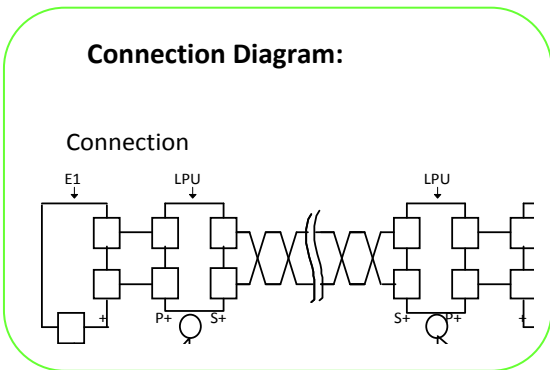 Connection Diagram:
Connection
E1 LPU LPU
+ P+ S+ S+ P+ +